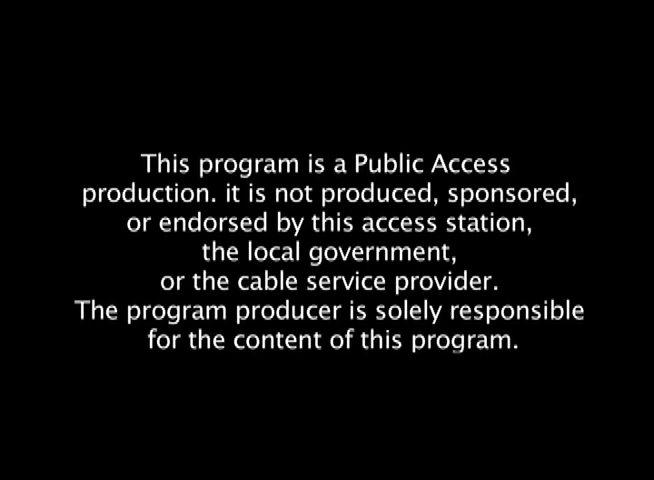 This program is a Public Access
production. it is not produced, sponsored,
or endorsed by this access station,
the local government,
or the cable service provider.
The program producer is solely responsible
for the content of this program.